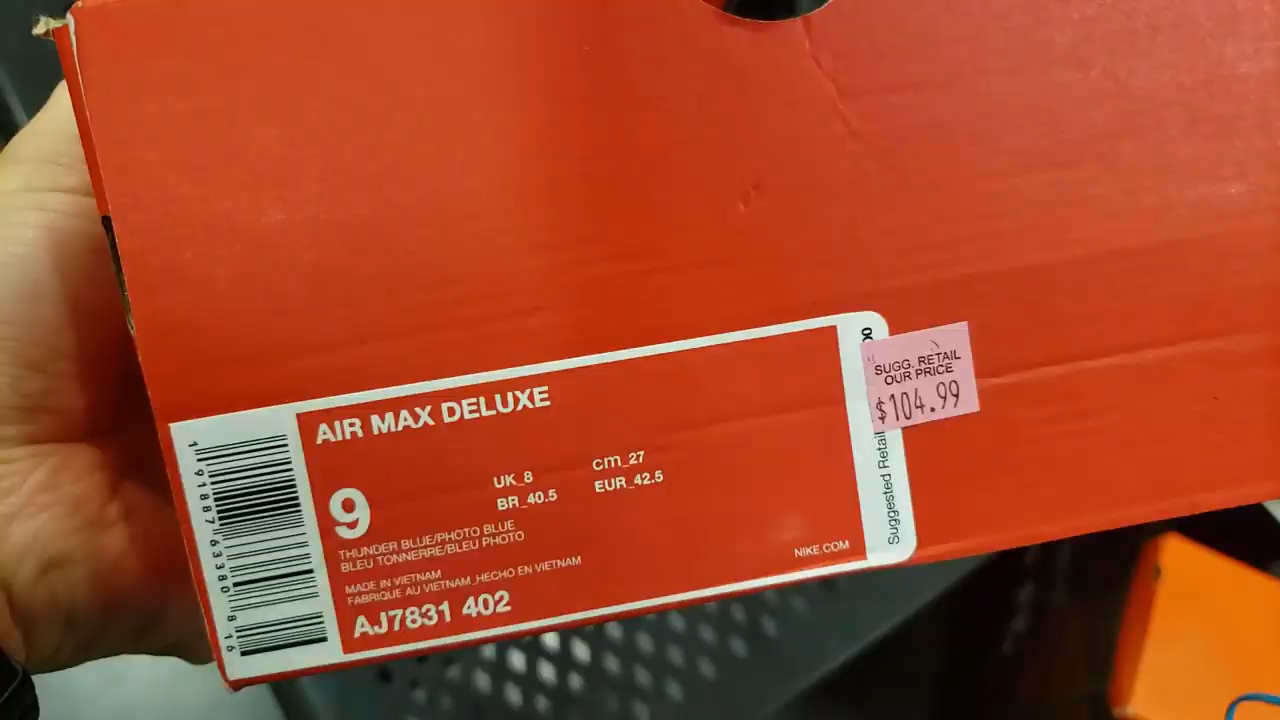 AIR MAX DELUXE
9
UK_8
cm_27
BR_40.5
EUR_42.5
THUNDER BLUE/PHOTO BLUE
BLEU TONNERRE/BLEU PHOTO
MADE IN VIETNAM
FABRIQUE AU VIETNAM_HECHO EN VIETNAM
AJ7831 402
NIKE.COM
Suggested Retail
SUGG. RETAIL
OUR PRICE
$104.99